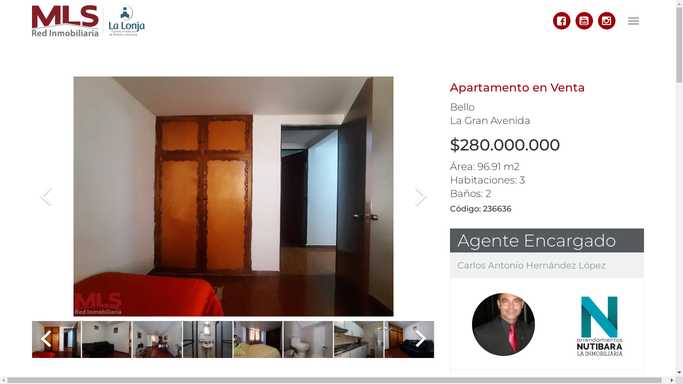 MLS
Red Inmobiliaria
La Lonja
Apartamento en Venta
Bello
La Gran Avenida
$280.000.000
Área: 96.91 m2
Habitaciones: 3
Baños: 2
Código: 236636
MLS
Red Inmobiliaria
Agente Encargado
Carlos Antonio Hernández López
N
arrendamientos
NUTIBARA
LA INMOBILIARIA